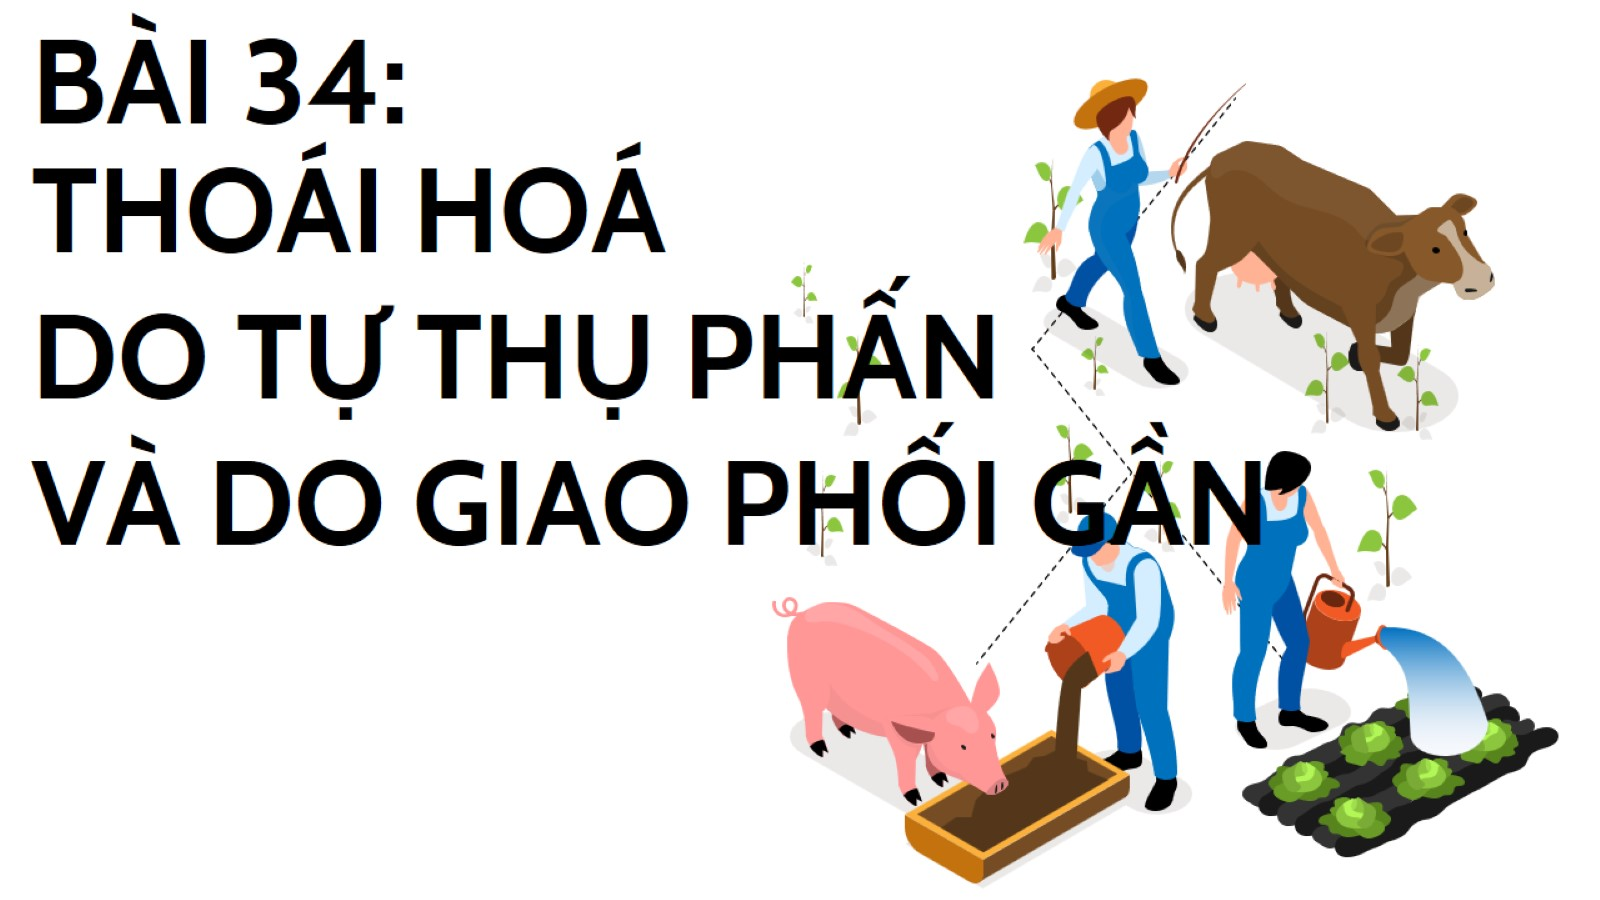 BÀI 34:
THOÁI HOÁ
DO TỰ THỤ PHẤN
VÀ DO GIAO PHỐI GẦN